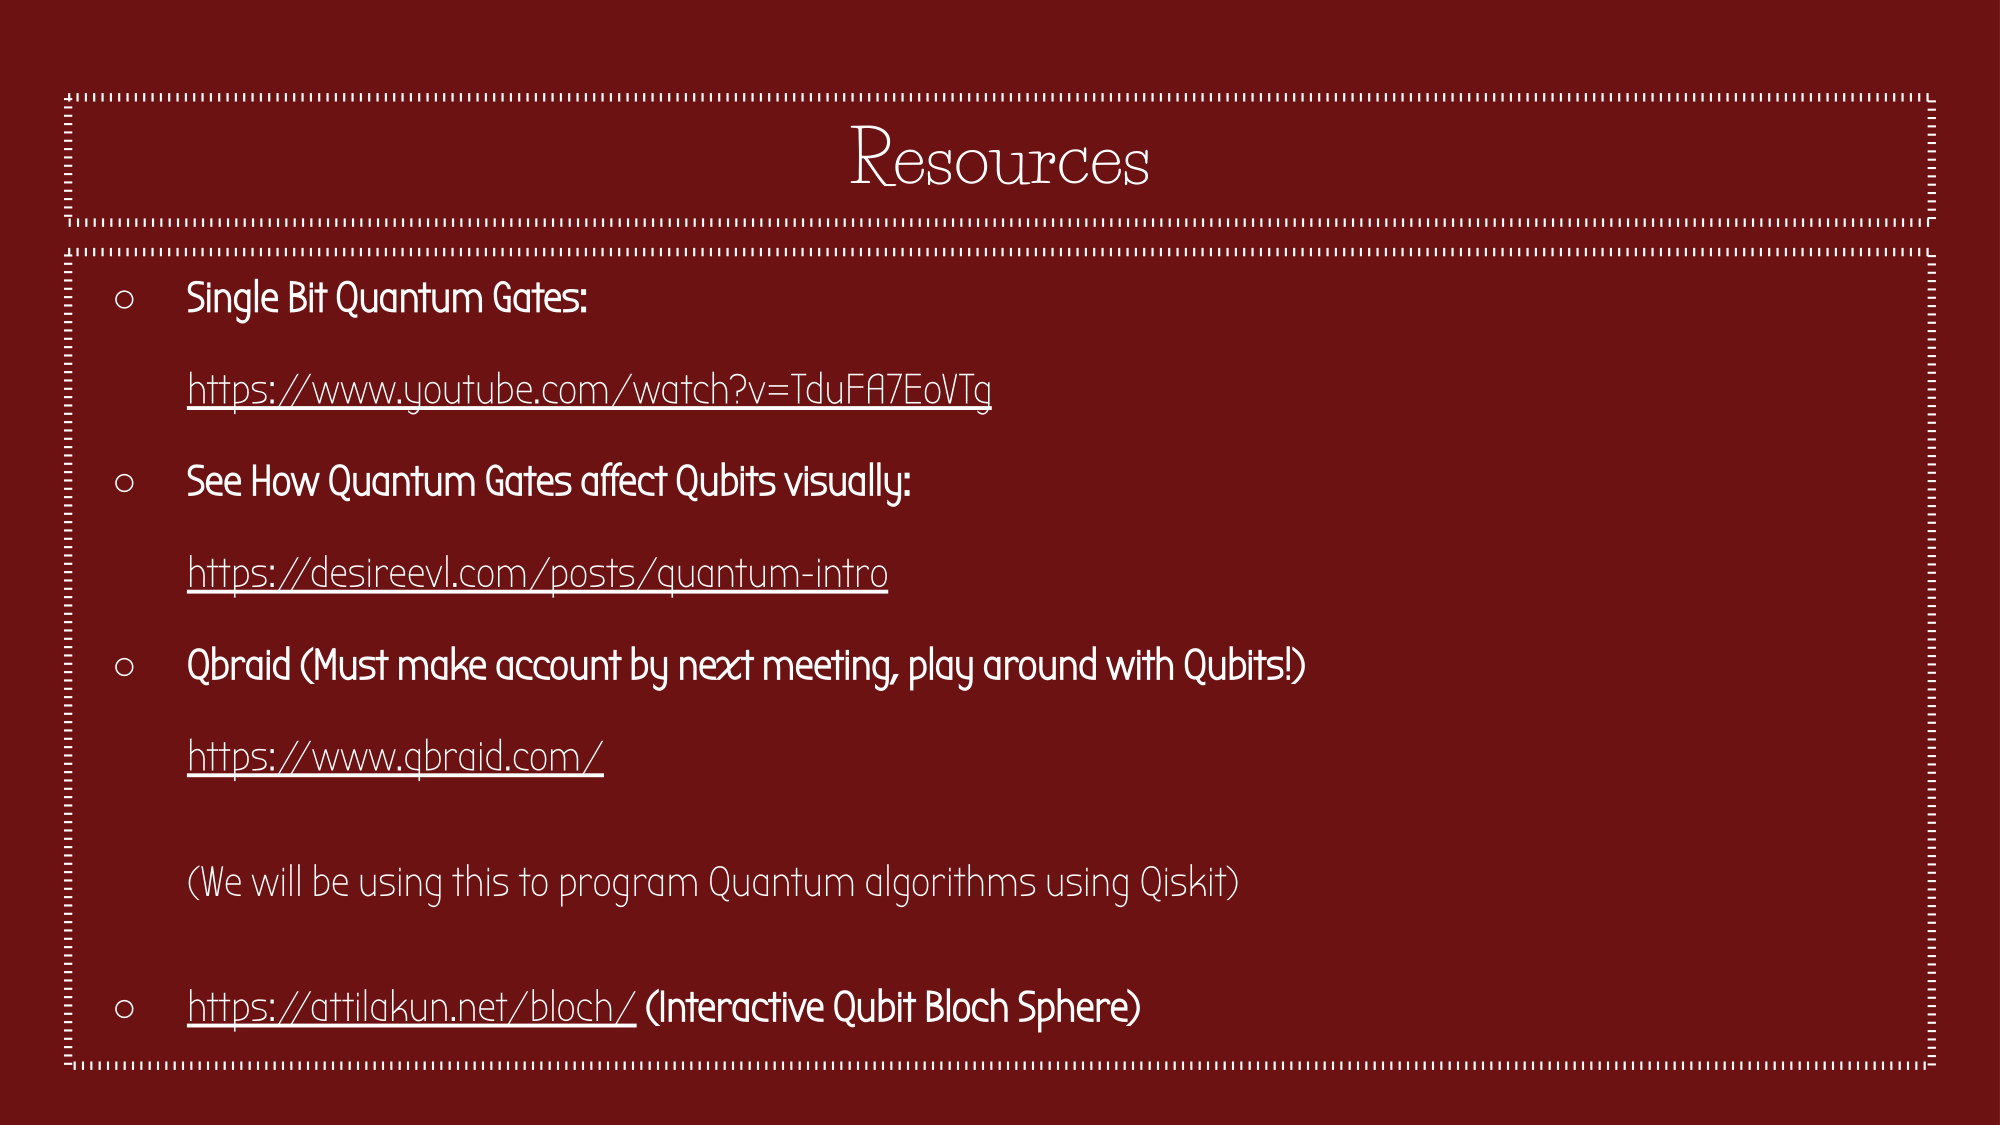 Resources
○ Single Bit Quantum Gates:
https://www.youtube.com/watch?v=TduFA7EoVTg
○ See How Quantum Gates affect Qubits visually:
https://desireevl.com/posts/quantum-intro
○ Qbraid (Must make account by next meeting, play around with Qubits!)
https://www.qbraid.com/
(We will be using this to program Quantum algorithms using Qiskit)
○ https://attilakun.net/bloch/ (Interactive Qubit Bloch Sphere)